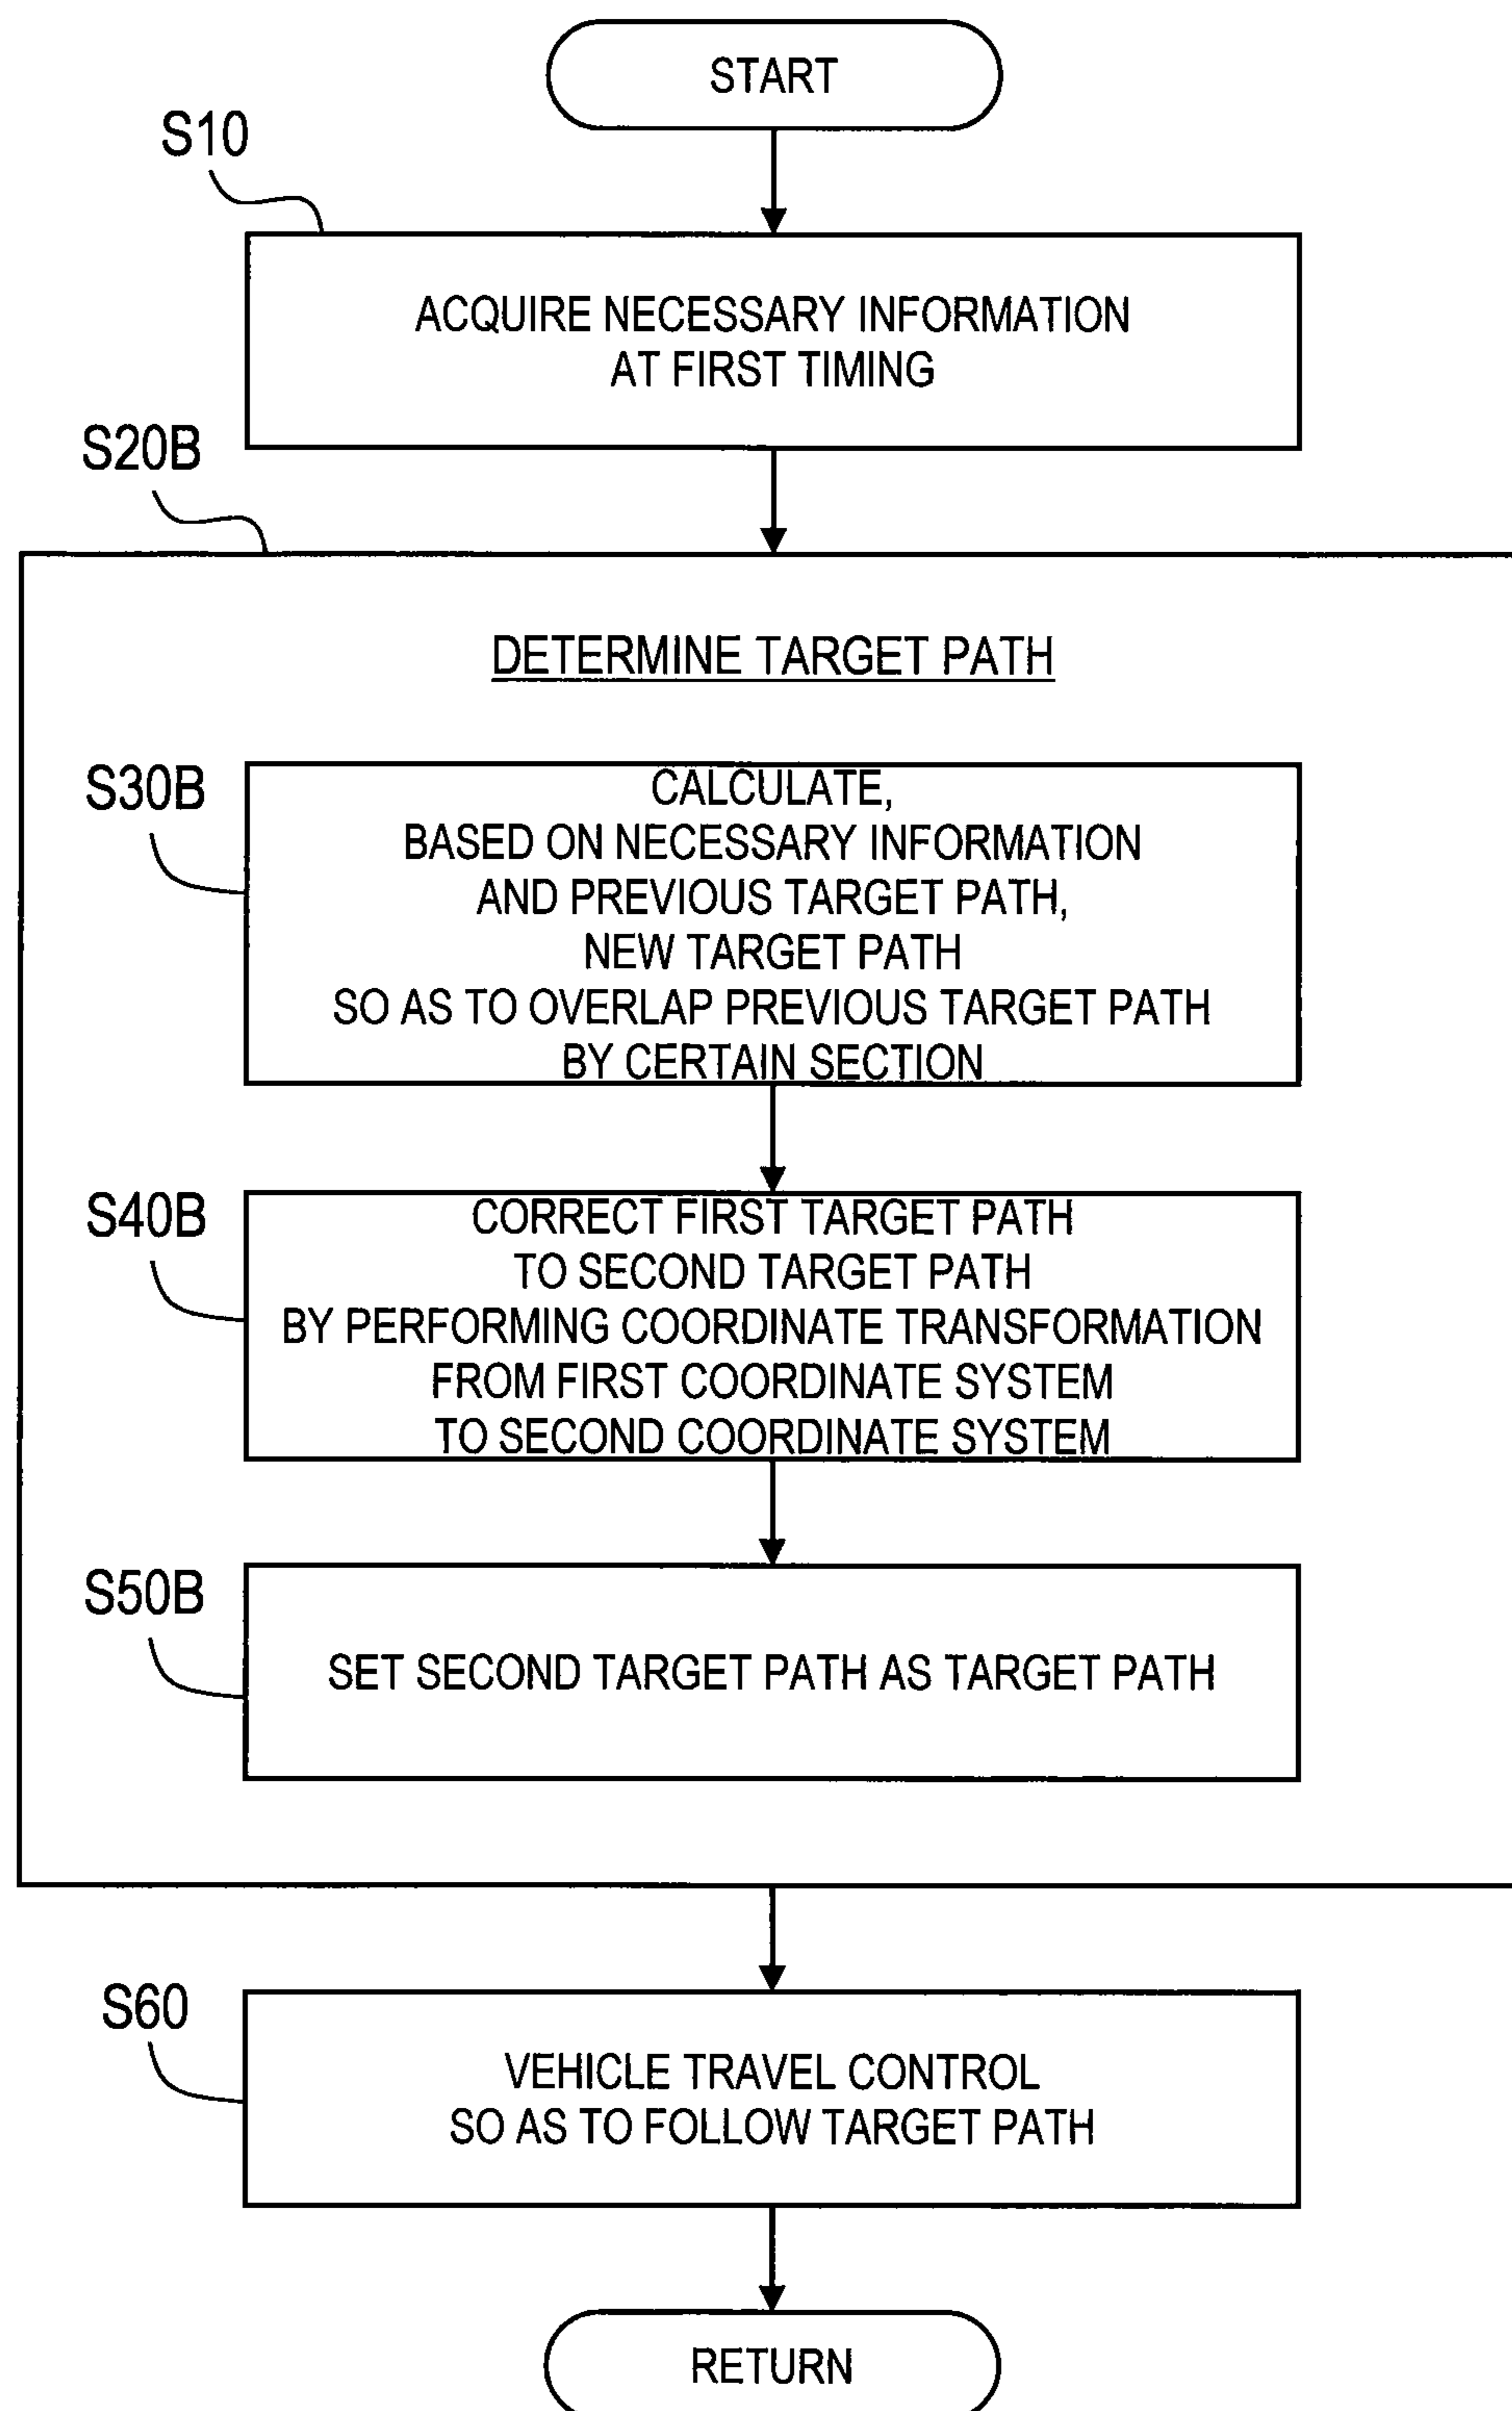 START
S10
ACQUIRE NECESSARY INFORMATION
AT FIRST TIMING
S20B
DETERMINE TARGET PATH
S30B
CALCULATE,
BASED ON NECESSARY INFORMATION
AND PREVIOUS TARGET PATH,
NEW TARGET PATH
SO AS TO OVERLAP PREVIOUS TARGET PATH
BY CERTAIN SECTION
S40B
CORRECT FIRST TARGET PATH
TO SECOND TARGET PATH
BY PERFORMING COORDINATE TRANSFORMATION
FROM FIRST COORDINATE SYSTEM
TO SECOND COORDINATE SYSTEM
S50B
SET SECOND TARGET PATH AS TARGET PATH
S60
VEHICLE TRAVEL CONTROL
SO AS TO FOLLOW TARGET PATH
RETURN